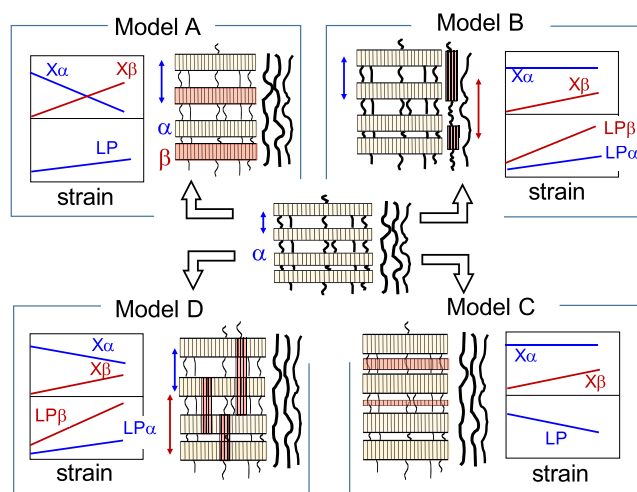 Model A
Xα
Xβ
LP
strain
α
β
Model B
Xα
Xβ
LPβ
LPα
strain
α
Model D
Xα
Xβ
LPβ
LPα
strain
Model C
Xα
Xβ
LP
strain